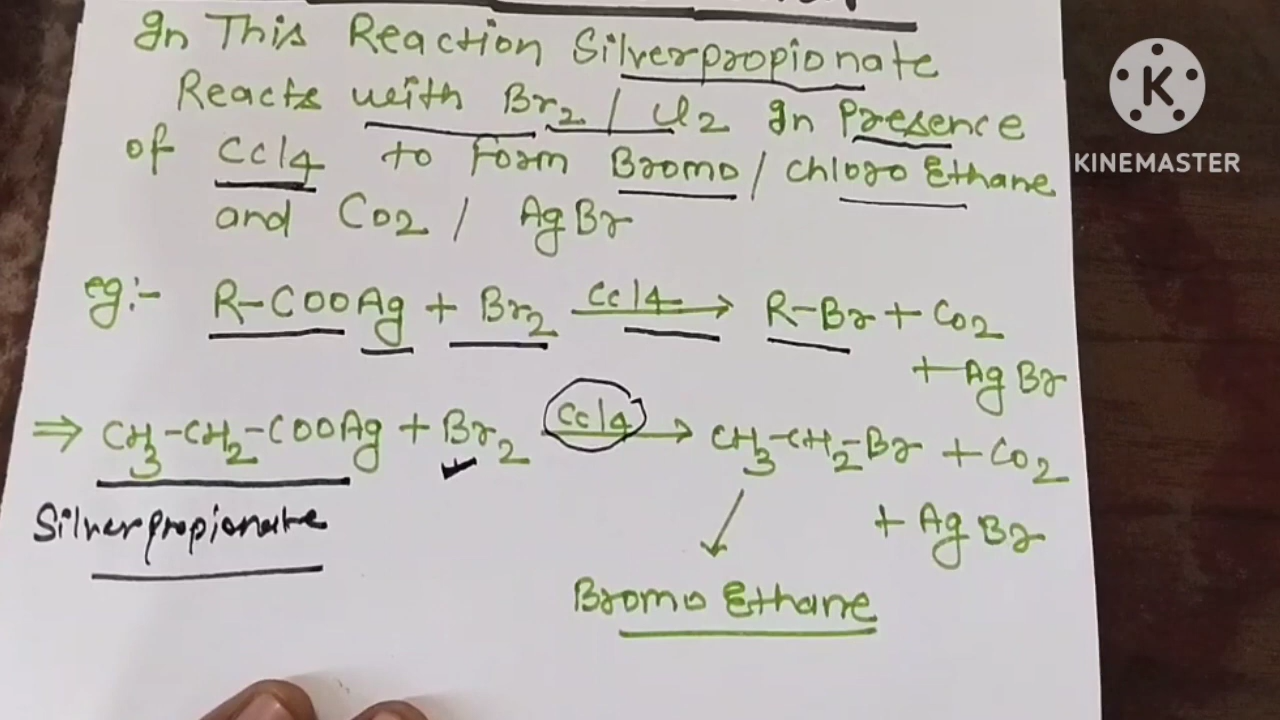 In This Reaction Silverpropionate
Reacts with Br2 / Cl2 In Presence
of CCl4 to Form Bromo / chloro Ethane
and CO2 / AgBr
eg:- R-COOAg + Br2 CCl4 → R-Br + CO2
+ AgBr
⇒ CH3-CH2-COOAg + Br2 CCl4 → CH3-CH2-Br + CO2
+ AgBr
Silverpropionate
Bromo Ethane
K
KINEMASTER